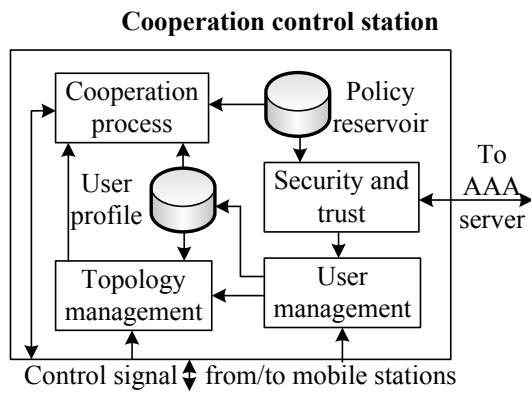 Cooperation control station
Cooperation
process
Policy
reservoir
User
profile
Security and
trust
To
AAA
server
Topology
management
User
management
Control signal from/to mobile stations